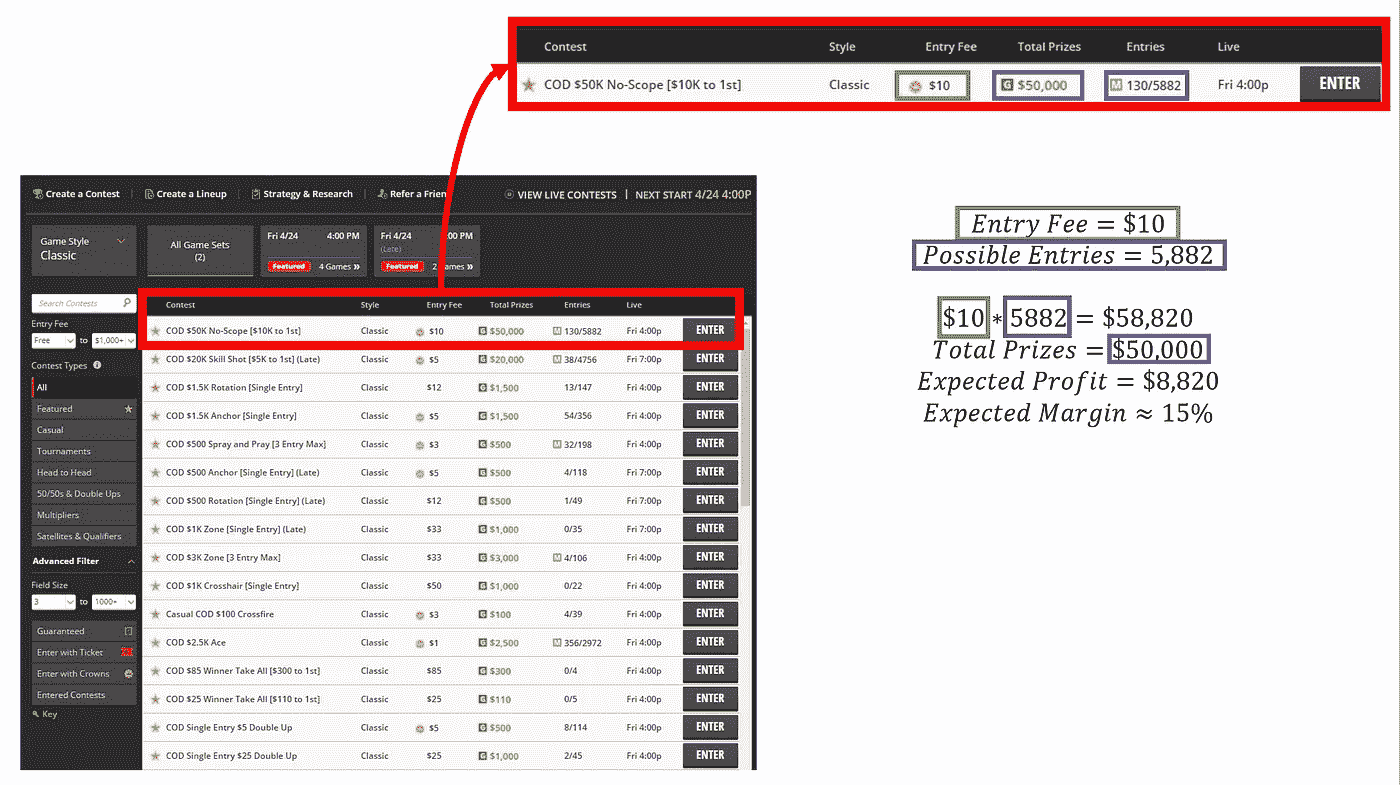 Contest Style Entry Fee Total Prizes Entries Live
COD $50K No-Scope [$10K to 1st] Classic $10 G $50,000 M 130/5882 Fri 4:00p ENTER
Create a Contest | Create a Lineup | Strategy & Research | Refer a Frien VIEW LIVE CONTESTS | NEXT START 4/24 4:00P
Game Style
Classic
All Game Sets
(2)
Fri 4/24 4:00 PM
Featured 4 Games »
Fri 4/24 :00 PM
(Late)
Featured 2 Games »
Search Contests
Entry Fee
Free to $1,000+
Contest Types
All
Featured
Casual
Tournaments
Head to Head
50/50s & Double Ups
Multipliers
Satellites & Qualifiers
Advanced Filter
Field Size
3 to 1000+
Guaranteed
Enter with Ticket
Enter with Crowns
Entered Contests
Key
Contest Style Entry Fee Total Prizes Entries Live
COD $50K No-Scope [$10K to 1st] Classic $10 G $50,000 M 130/5882 Fri 4:00p ENTER
COD $20K Skill Shot [$5K to 1st] (Late) Classic $5 G $20,000 M 38/4756 Fri 7:00p ENTER
COD $1.5K Rotation [Single Entry] Classic $12 G $1,500 13/147 Fri 4:00p ENTER
COD $1.5K Anchor [Single Entry] Classic $5 G $1,500 54/356 Fri 4:00p ENTER
COD $500 Spray and Pray [3 Entry Max] Classic $3 G $500 M 32/198 Fri 4:00p ENTER
COD $500 Anchor [Single Entry] (Late) Classic $5 G $500 4/118 Fri 7:00p ENTER
COD $500 Rotation [Single Entry] (Late) Classic $12 G $500 1/49 Fri 7:00p ENTER
COD $1K Zone [Single Entry] (Late) Classic $33 G $1,000 0/35 Fri 7:00p ENTER
COD $3K Zone [3 Entry Max] Classic $33 G $3,000 M 4/106 Fri 4:00p ENTER
COD $1K Crosshair [Single Entry] Classic $50 G $1,000 0/22 Fri 4:00p ENTER
Casual COD $100 Crossfire Classic $3 G $100 4/39 Fri 4:00p ENTER
COD $2.5K Ace Classic $1 G $2,500 M 356/2972 Fri 4:00p ENTER
COD $85 Winner Take All [$300 to 1st] Classic $85 G $300 0/4 Fri 4:00p ENTER
COD $25 Winner Take All [$110 to 1st] Classic $25 G $110 0/5 Fri 4:00p ENTER
COD Single Entry $5 Double Up Classic $5 G $500 8/114 Fri 4:00p ENTER
COD Single Entry $25 Double Up Classic $25 G $1,000 2/45 Fri 4:00p ENTER
Entry Fee = $10
Possible Entries = 5,882
$10 * 5882 = $58,820
Total Prizes = $50,000
Expected Profit = $8,820
Expected Margin ≈ 15%